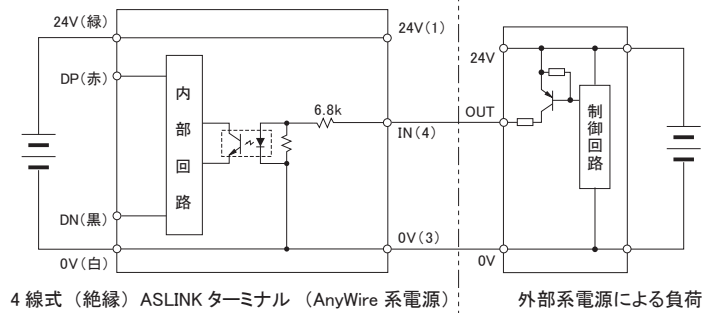 24V(緑)
24V(1)
DP(赤)
24V
内部回路
6.8k
OUT
制御回路
IN(4)
DN(黒)
0V(3)
0V(白)
0V
4線式 (絶縁) ASLINK ターミナル (AnyWire 系電源)
外部系電源による負荷